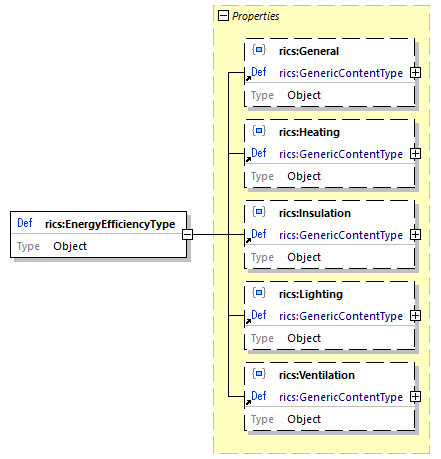 Properties
rics:General
Def rics:GenericContentType
Type Object
rics:Heating
Def rics:GenericContentType
Type Object
Def rics:EnergyEfficiencyType
Type Object
rics:Insulation
Def rics:GenericContentType
Type Object
rics:Lighting
Def rics:GenericContentType
Type Object
rics:Ventilation
Def rics:GenericContentType
Type Object